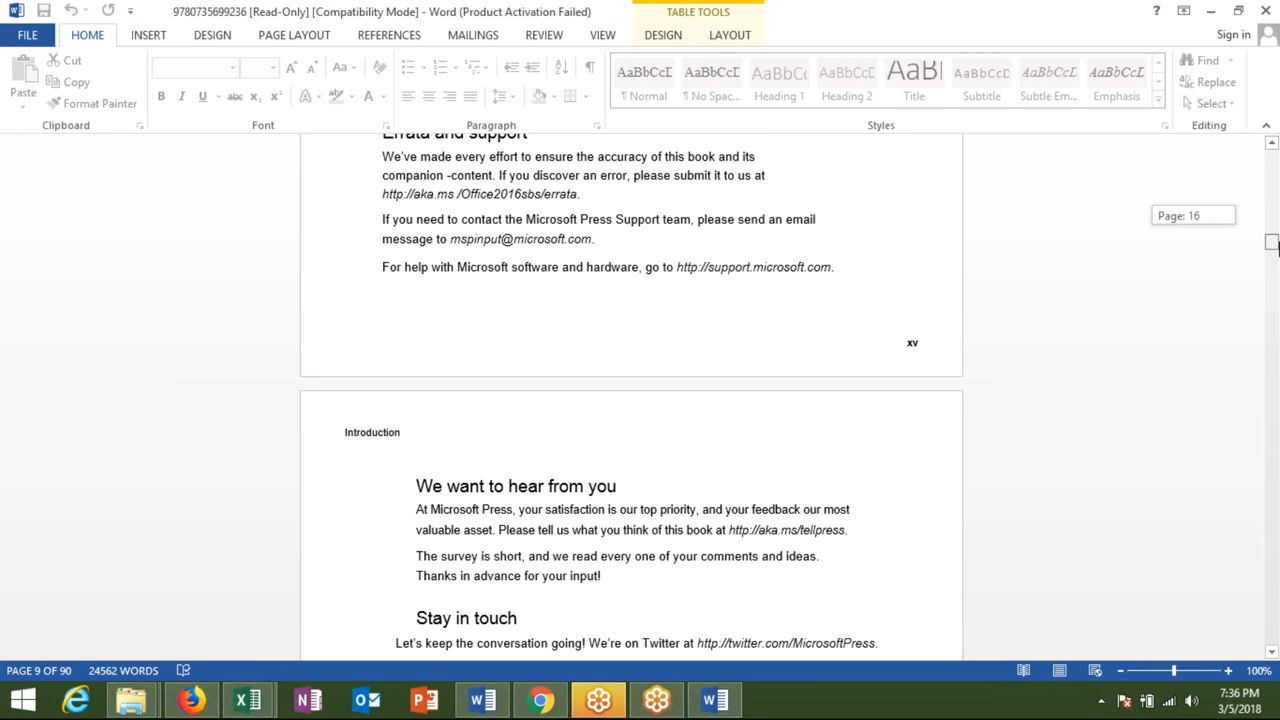 9780735699236 [Read-Only] [Compatibility Mode] - Word (Product Activation Failed)
TABLE TOOLS
FILE HOME INSERT DESIGN PAGE LAYOUT REFERENCES MAILINGS REVIEW VIEW DESIGN LAYOUT Sign in
Paste
Cut
Copy
Format Painter
Clipboard
Font
Paragraph
AaBbCcD AaBbCcD AaBbCc AaBbCcD AaBb AaBbCcD AaBbCcD AaBbCcD
¶ Normal ¶ No Spac... Heading 1 Heading 2 Title Subtitle Subtle Em... Emphasis
Styles
Find
Replace
Select
Editing
Errata and support
We've made every effort to ensure the accuracy of this book and its
companion -content. If you discover an error, please submit it to us at
http://aka.ms /Office2016sbs/errata.
If you need to contact the Microsoft Press Support team, please send an email
message to mspinput@microsoft.com.
For help with Microsoft software and hardware, go to http://support.microsoft.com.
xv
Page: 16
Introduction
We want to hear from you
At Microsoft Press, your satisfaction is our top priority, and your feedback our most
valuable asset. Please tell us what you think of this book at http://aka.ms/tellpress.
The survey is short, and we read every one of your comments and ideas.
Thanks in advance for your input!
Stay in touch
Let's keep the conversation going! We're on Twitter at http://twitter.com/MicrosoftPress.
PAGE 9 OF 90 24562 WORDS 100%
7:36 PM
3/5/2018